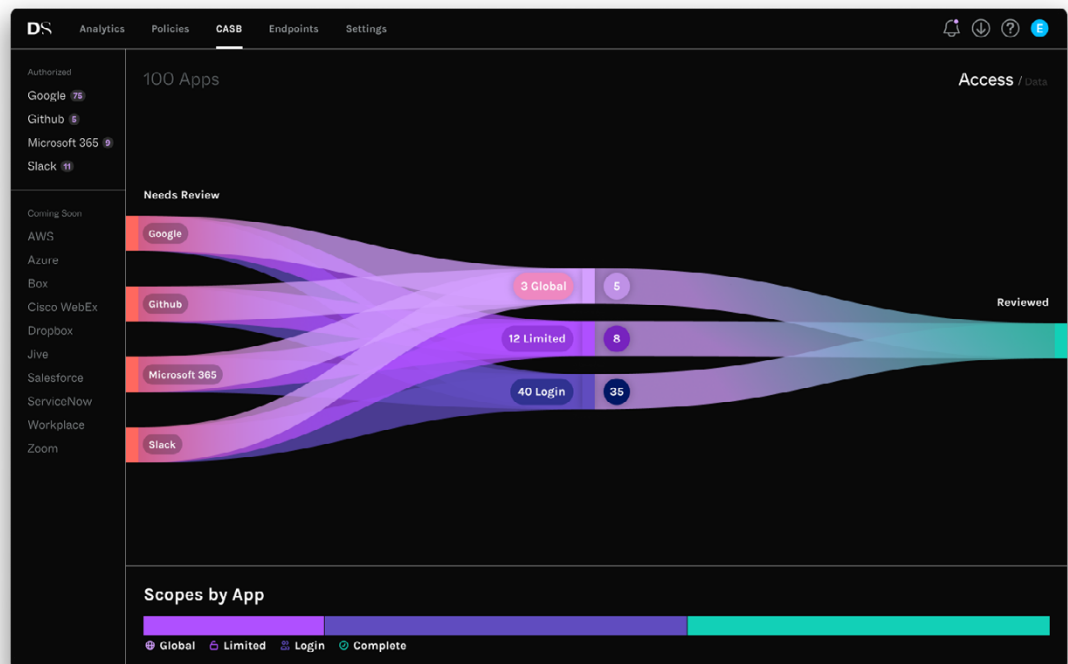 DS Analytics Policies CASB Endpoints Settings E
Authorized
Google 75
Github 5
Microsoft 365 9
Slack 11
Coming Soon
AWS
Azure
Box
Cisco WebEx
Dropbox
Jive
Salesforce
ServiceNow
Workplace
Zoom
100 Apps
Access / Data
Needs Review
Google
Github
Microsoft 365
Slack
3 Global 5
12 Limited 8
40 Login 35
Reviewed
Scopes by App
Global Limited Login Complete